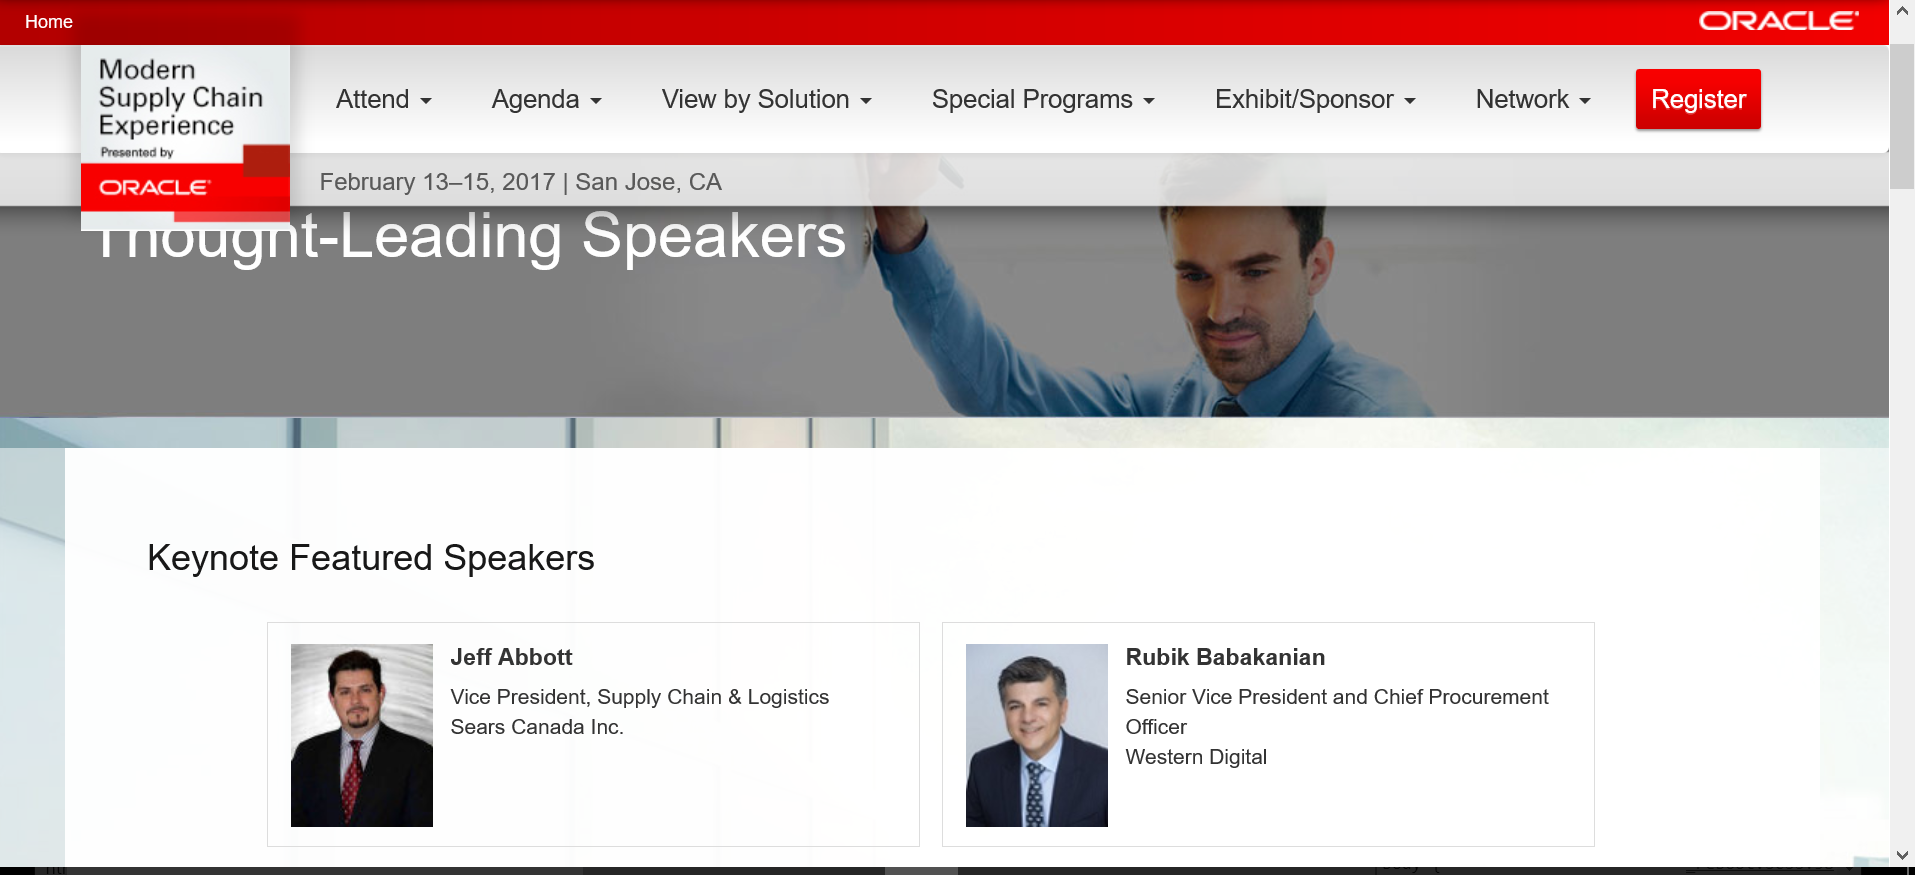 Home
ORACLE
Modern
Supply Chain
Experience
Presented by
ORACLE
Attend
Agenda
View by Solution
Special Programs
Exhibit/Sponsor
Network
Register
February 13–15, 2017 | San Jose, CA
Thought-Leading Speakers
Keynote Featured Speakers
Jeff Abbott
Vice President, Supply Chain & Logistics
Sears Canada Inc.
Rubik Babakanian
Senior Vice President and Chief Procurement
Officer
Western Digital